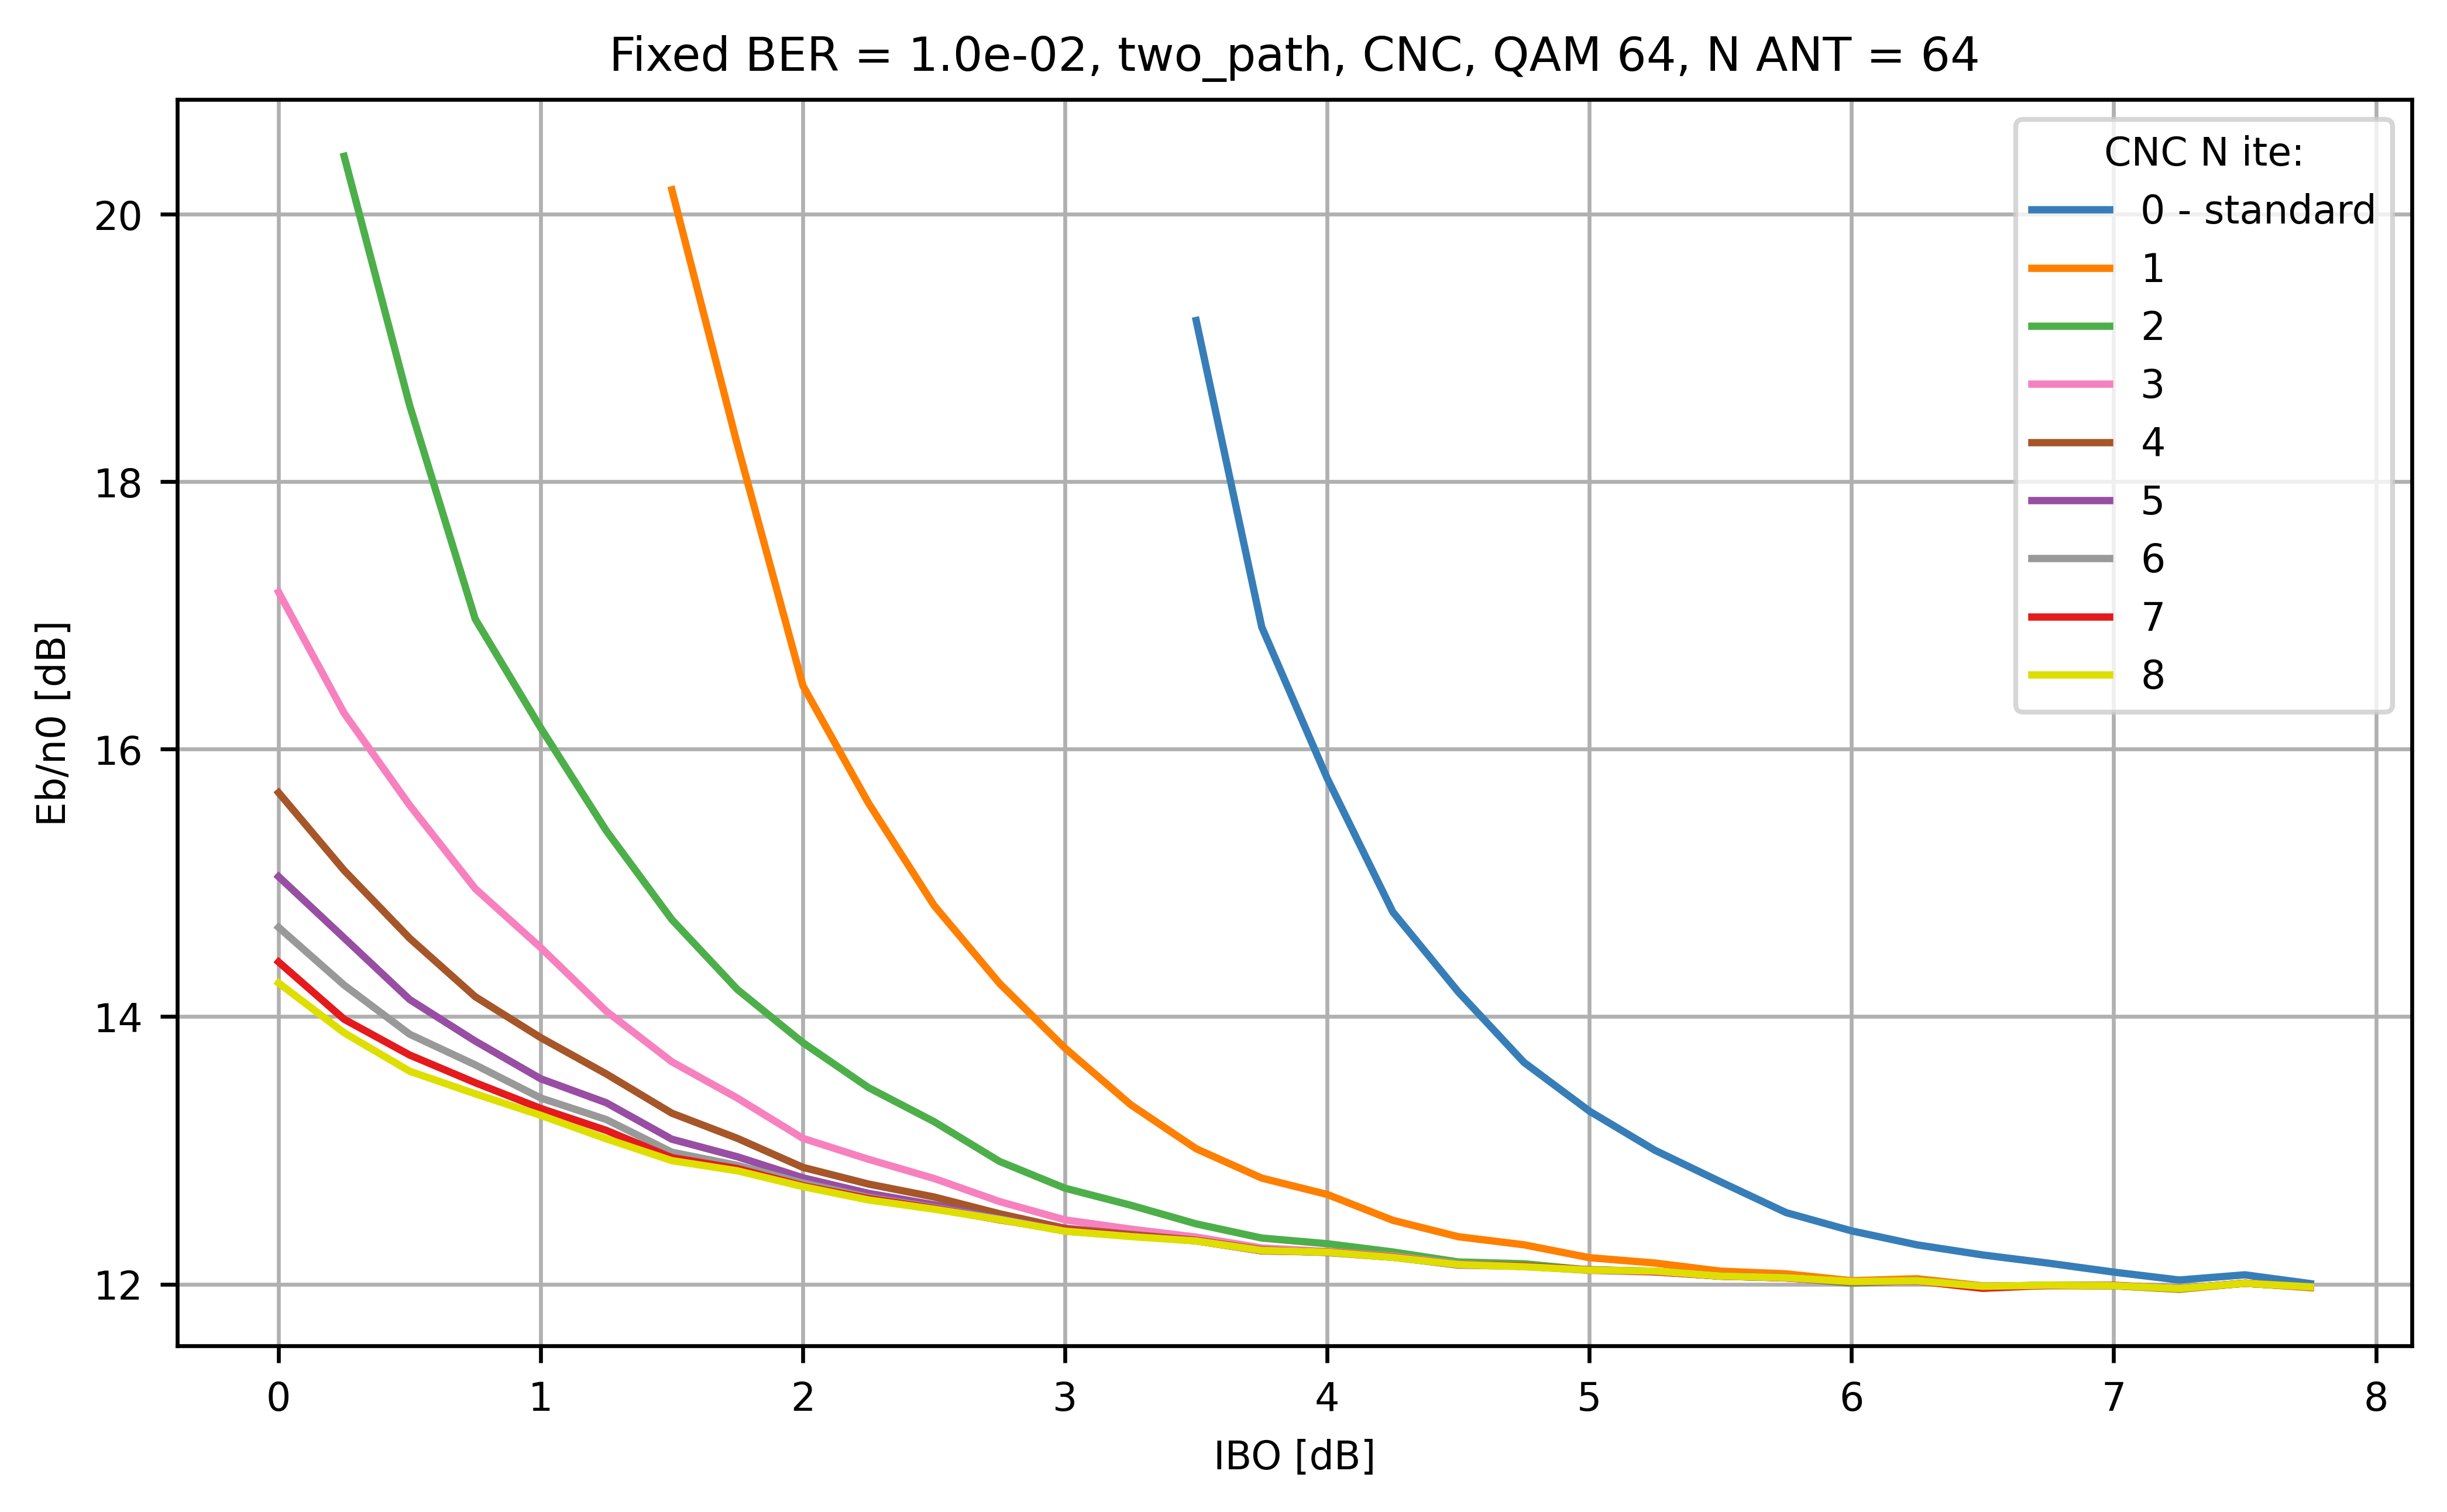 Fixed BER = 1.0e-02, two_path, CNC, QAM 64, N ANT = 64
CNC N ite:
0 - standard
1
2
3
4
5
6
7
8
Eb/n0 [dB]
20
18
16
14
12
0 1 2 3 4 5 6 7 8
IBO [dB]